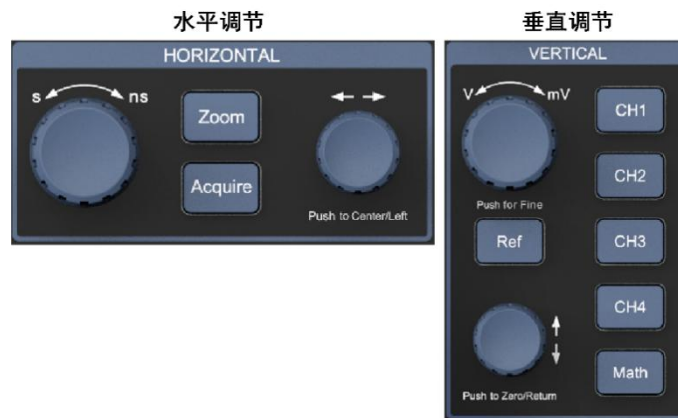 水平调节
HORIZONTAL
s
ns
Zoom
Acquire
Push to Center/Left
垂直调节
VERTICAL
V
mV
Push for Fine
Ref
Push to Zero/Return
CH1
CH2
CH3
CH4
Math